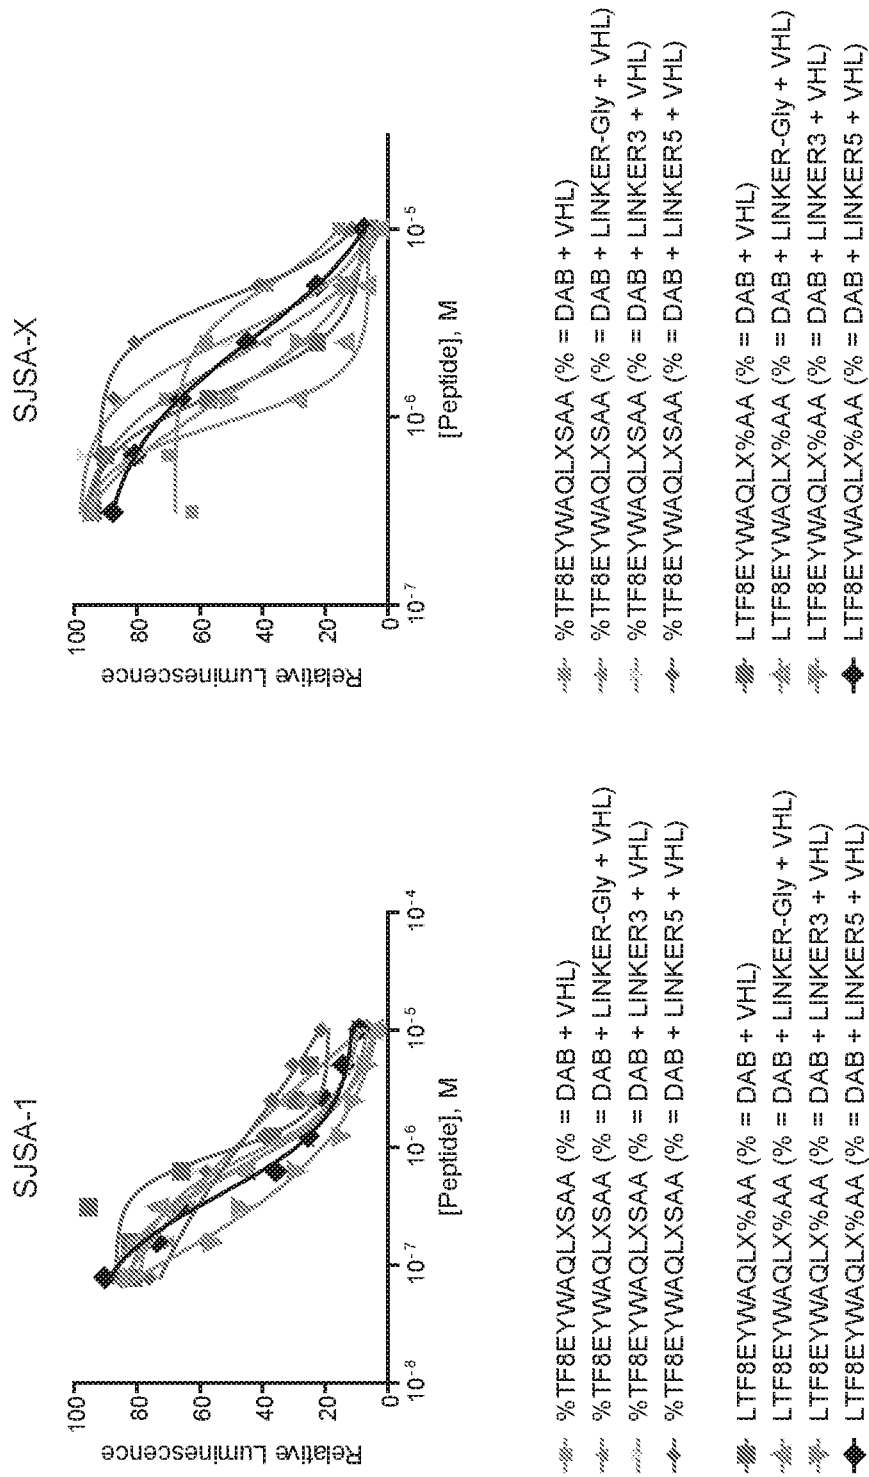 SJSA-1
Relative Luminescence
100
80
60
40
20
0
10-8
10-7
10-6
10-5
10-4
[Peptide], M
%TF8EYWAQLXSAA (% = DAB + VHL)
%TF8EYWAQLXSAA (% = DAB + LINKER-Gly + VHL)
%TF8EYWAQLXSAA (% = DAB + LINKER3 + VHL)
%TF8EYWAQLXSAA (% = DAB + LINKER5 + VHL)
LTF8EYWAQLX%AA (% = DAB + VHL)
LTF8EYWAQLX%AA (% = DAB + LINKER-Gly + VHL)
LTF8EYWAQLX%AA (% = DAB + LINKER3 + VHL)
LTF8EYWAQLX%AA (% = DAB + LINKER5 + VHL)
SJSA-X
Relative Luminescence
100
80
60
40
20
0
10-7
10-6
10-5
[Peptide], M
%TF8EYWAQLXSAA (% = DAB + VHL)
%TF8EYWAQLXSAA (% = DAB + LINKER-Gly + VHL)
%TF8EYWAQLXSAA (% = DAB + LINKER3 + VHL)
%TF8EYWAQLXSAA (% = DAB + LINKER5 + VHL)
LTF8EYWAQLX%AA (% = DAB + VHL)
LTF8EYWAQLX%AA (% = DAB + LINKER-Gly + VHL)
LTF8EYWAQLX%AA (% = DAB + LINKER3 + VHL)
LTF8EYWAQLX%AA (% = DAB + LINKER5 + VHL)